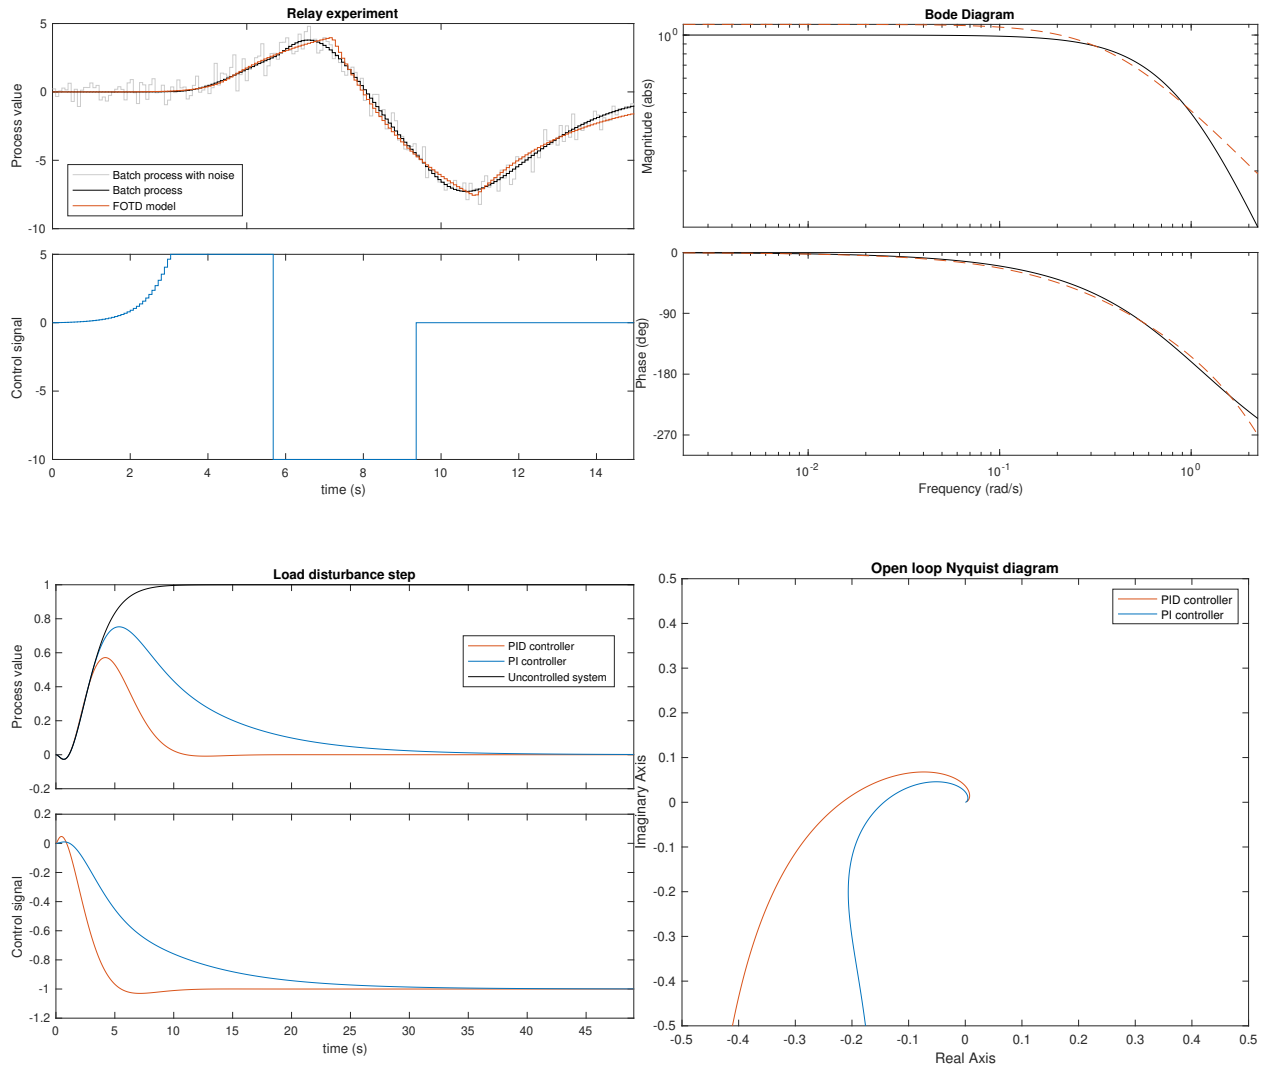 Relay experiment
5
0
-5
-10
Process value
Batch process with noise
Batch process
FOTD model
5
0
-5
-10
Control signal
0 2 4 6 8 10 12 14
time (s)
Bode Diagram
10^0
Magnitude (abs)
0
-90
-180
-270
Phase (deg)
10^-2 10^-1 10^0
Frequency (rad/s)
Load disturbance step
1
0.8
0.6
0.4
0.2
0
-0.2
Process value
PID controller
PI controller
Uncontrolled system
0.2
0
-0.2
-0.4
-0.6
-0.8
-1
-1.2
Control signal
0 5 10 15 20 25 30 35 40 45
time (s)
Open loop Nyquist diagram
0.5
0.4
0.3
0.2
0.1
0
-0.1
-0.2
-0.3
-0.4
-0.5
Imaginary Axis
PID controller
PI controller
-0.5 -0.4 -0.3 -0.2 -0.1 0 0.1 0.2 0.3 0.4 0.5
Real Axis